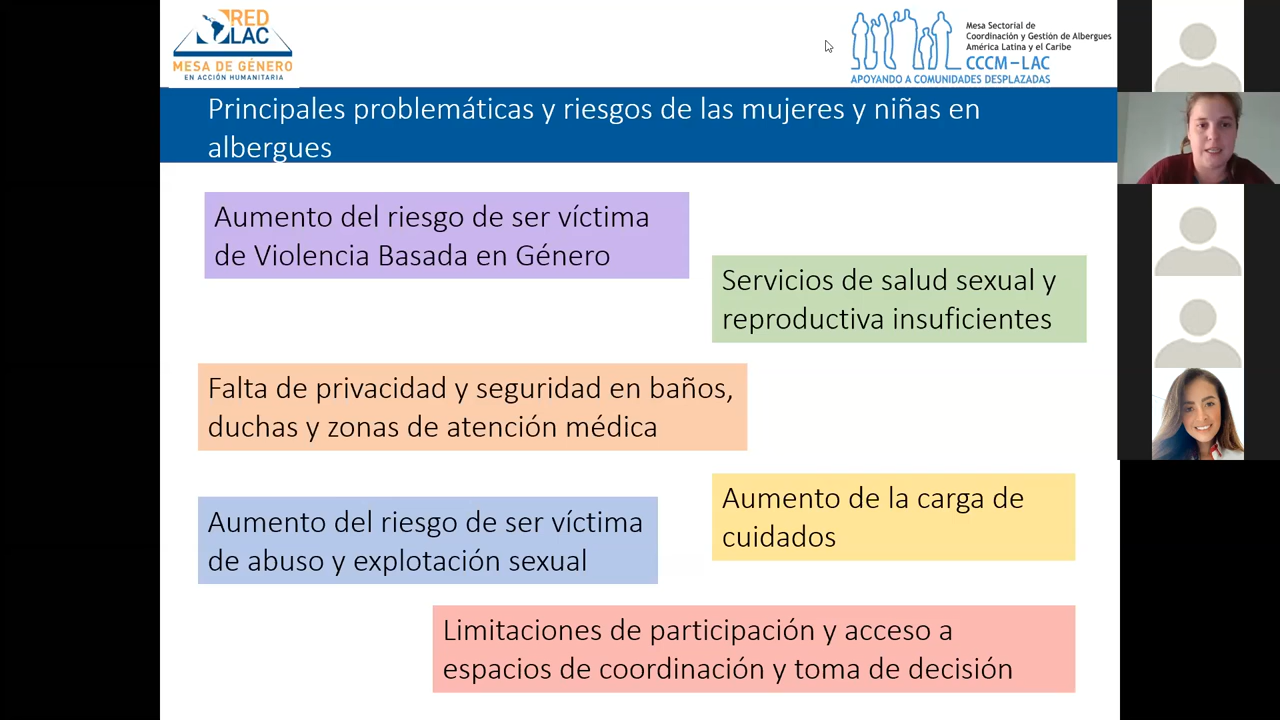 RED
LAC
MESA DE GÉNERO
EN ACCIÓN HUMANITARIA
Mesa Sectorial de
Coordinación y Gestión de Albergues
América Latina y el Caribe
CCCM–LAC
APOYANDO A COMUNIDADES DESPLAZADAS
Principales problemáticas y riesgos de las mujeres y niñas en
albergues
Aumento del riesgo de ser víctima
de Violencia Basada en Género
Servicios de salud sexual y
reproductiva insuficientes
Falta de privacidad y seguridad en baños,
duchas y zonas de atención médica
Aumento de la carga de
cuidados
Aumento del riesgo de ser víctima
de abuso y explotación sexual
Limitaciones de participación y acceso a
espacios de coordinación y toma de decisión